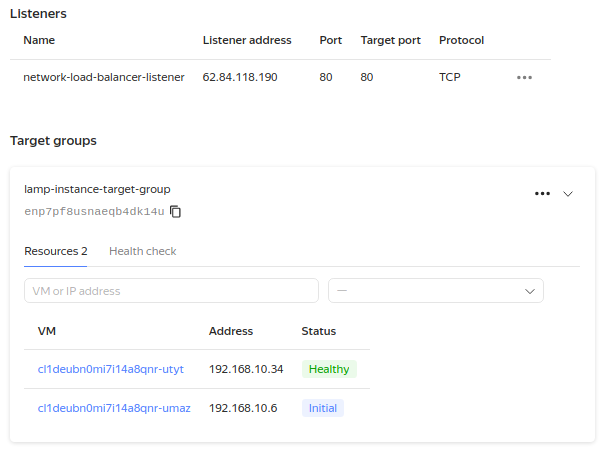 Listeners
Name Listener address Port Target port Protocol
network-load-balancer-listener 62.84.118.190 80 80 TCP
Target groups
lamp-instance-target-group
enp7pf8usnaeqb4dk14u
Resources 2 Health check
VM or IP address —
VM Address Status
cl1deubn0mi7i14a8qnr-utyt 192.168.10.34 Healthy
cl1deubn0mi7i14a8qnr-umaz 192.168.10.6 Initial